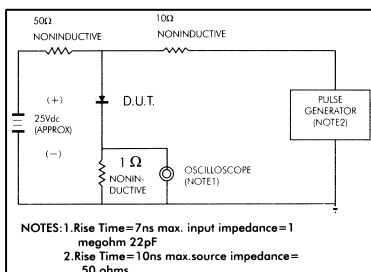 50Ω
NONINDUCTIVE
10Ω
NONINDUCTIVE
(+)
25Vdc
(APPROX)
(−)
D.U.T.
PULSE
GENERATOR
(NOTE2)
1Ω
NONIN-
DUCTIVE
OSCILLOSCOPE
(NOTE1)
NOTES:1.Rise Time=7ns max. input impedance=1
megohm 22pF
2.Rise Time=10ns max.source impedance=
50 ohms